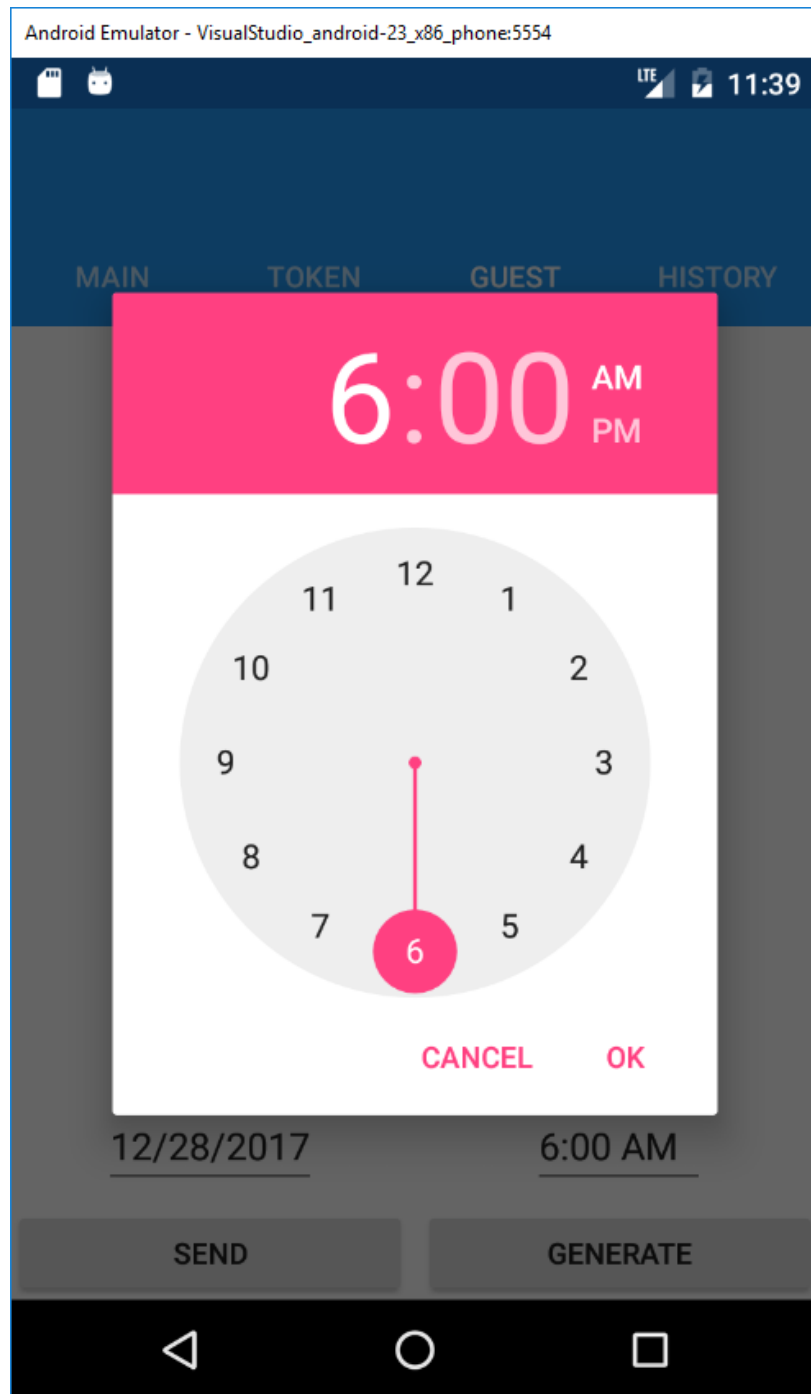 Android Emulator - VisualStudio_android-23_x86_phone:5554
LTE 11:39
MAIN TOKEN GUEST HISTORY
6:00 AM
PM
12
11 1
10 2
9 3
8 4
7 5
6
CANCEL OK
12/28/2017 6:00 AM
SEND GENERATE